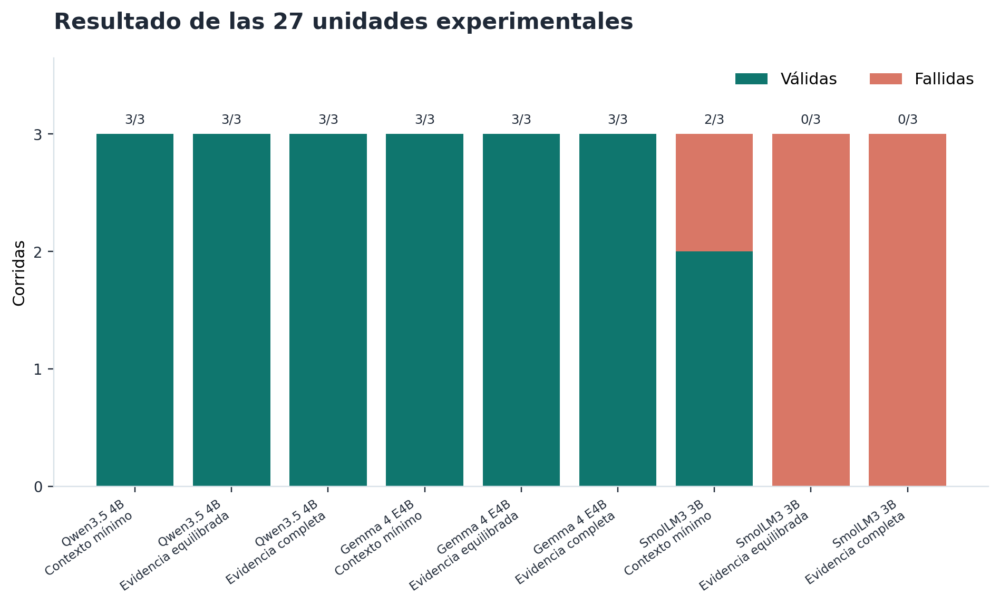 Resultado de las 27 unidades experimentales
Válidas
Fallidas
3/3
3/3
3/3
3/3
3/3
3/3
2/3
0/3
0/3
3
2
1
0
Corridas
Qwen3.5 4B
Contexto mínimo
Qwen3.5 4B
Evidencia equilibrada
Qwen3.5 4B
Evidencia completa
Gemma 4 E4B
Contexto mínimo
Gemma 4 E4B
Evidencia equilibrada
Gemma 4 E4B
Evidencia completa
SmolLM3 3B
Contexto mínimo
SmolLM3 3B
Evidencia equilibrada
SmolLM3 3B
Evidencia completa